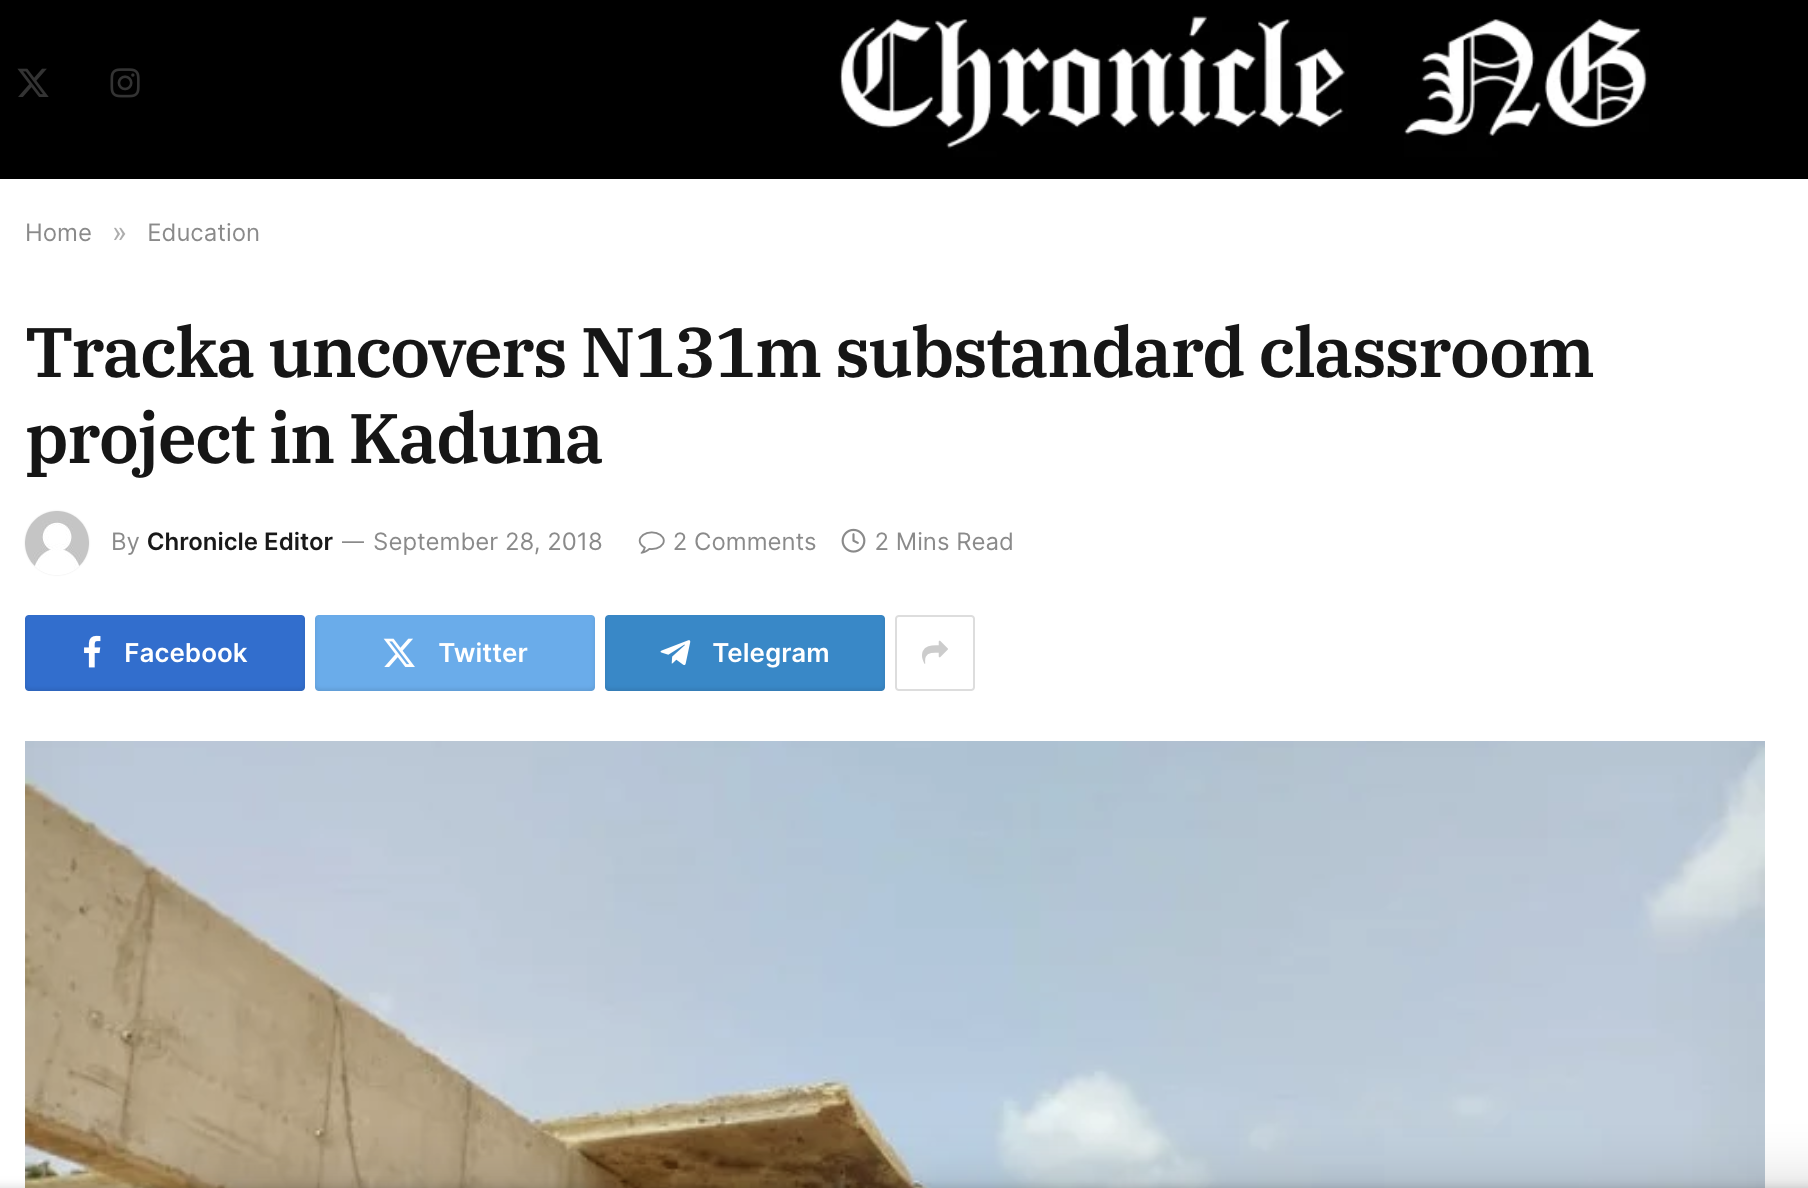 Chronicle NG
Home » Education
Tracka uncovers N131m substandard classroom
project in Kaduna
By Chronicle Editor — September 28, 2018 2 Comments 2 Mins Read
Facebook Twitter Telegram